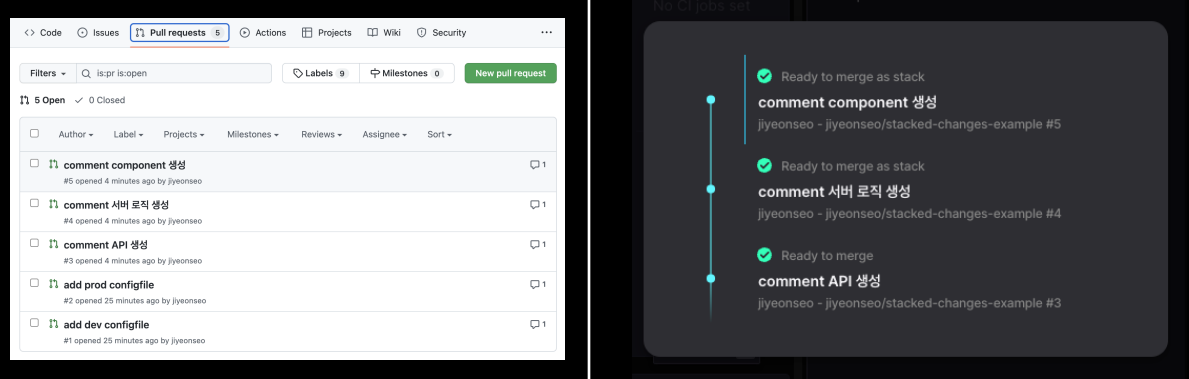 Code Issues Pull requests 5 Actions Projects Wiki Security ...
Filters is:pr is:open Labels 9 Milestones 0 New pull request
5 Open 0 Closed
Author Label Projects Milestones Reviews Assignee Sort
comment component 생성 1
#5 opened 4 minutes ago by jiyeonseo
comment 서버 로직 생성 1
#4 opened 4 minutes ago by jiyeonseo
comment API 생성 1
#3 opened 4 minutes ago by jiyeonseo
add prod configfile 1
#2 opened 25 minutes ago by jiyeonseo
add dev configfile 1
#1 opened 25 minutes ago by jiyeonseo
No CI jobs set
Ready to merge as stack
comment component 생성
jiyeonseo - jiyeonseo/stacked-changes-example #5
Ready to merge as stack
comment 서버 로직 생성
jiyeonseo - jiyeonseo/stacked-changes-example #4
Ready to merge
comment API 생성
jiyeonseo - jiyeonseo/stacked-changes-example #3